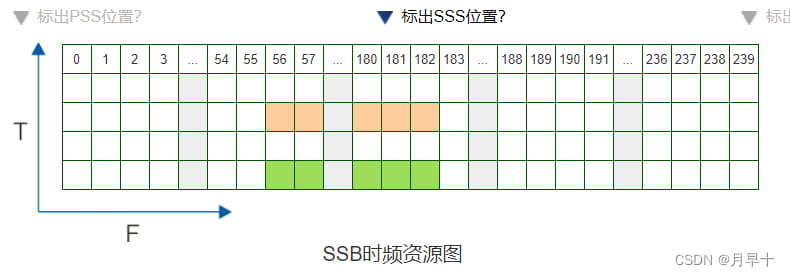 标出PSS位置? 标出SSS位置? 标出
0 1 2 3 ... 54 55 56 57 ... 180 181 182 183 ... 188 189 190 191 ... 236 237 238 239
T
F
SSB时频资源图
CSDN @月早十